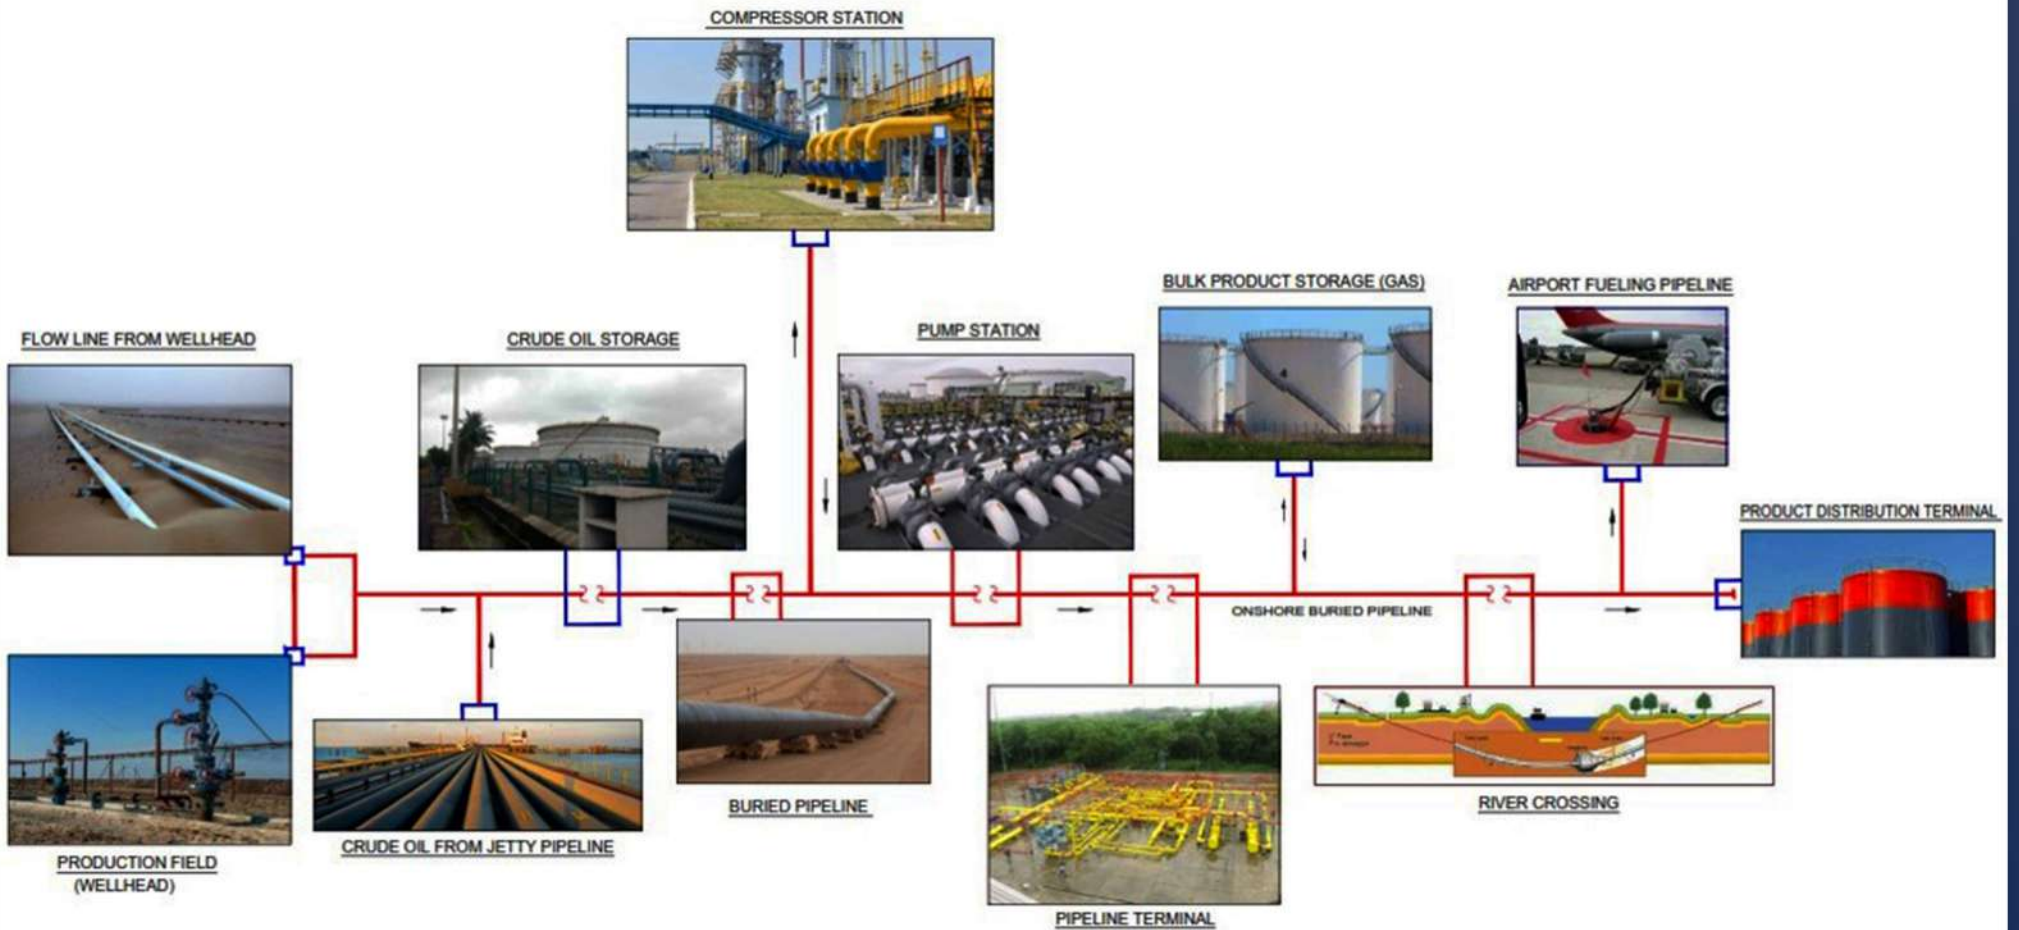 COMPRESSOR STATION
BULK PRODUCT STORAGE (GAS)
AIRPORT FUELING PIPELINE
FLOW LINE FROM WELLHEAD
CRUDE OIL STORAGE
PUMP STATION
PRODUCT DISTRIBUTION TERMINAL
ONSHORE BURIED PIPELINE
BURIED PIPELINE
RIVER CROSSING
CRUDE OIL FROM JETTY PIPELINE
PRODUCTION FIELD
(WELLHEAD)
PIPELINE TERMINAL